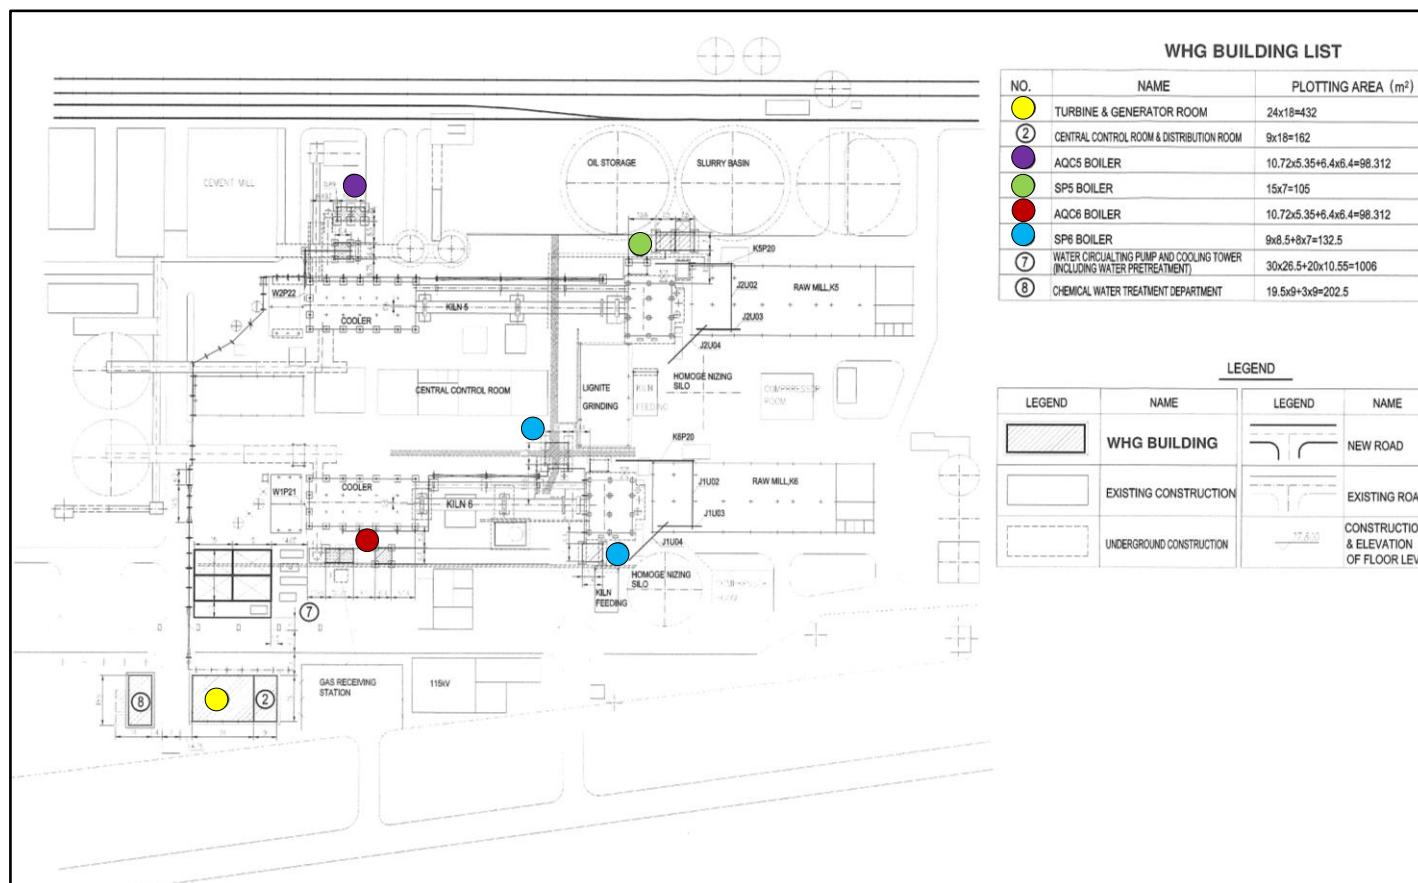 WHG BUILDING LIST
NO. NAME PLOTTING AREA (m²)
TURBINE & GENERATOR ROOM 24x18=432
2 CENTRAL CONTROL ROOM & DISTRIBUTION ROOM 9x18=162
AQC5 BOILER 10.72x5.35+6.4x6.4=98.312
SP5 BOILER 15x7=105
AQC6 BOILER 10.72x5.35+6.4x6.4=98.312
SP6 BOILER 9x8.5+8x7=132.5
7 WATER CIRCUALTING PUMP AND COOLING TOWER
(INCLUDING WATER PRETREATMENT) 30x26.5+20x10.55=1006
8 CHEMICAL WATER TREATMENT DEPARTMENT 19.5x9+3x9=202.5
LEGEND
LEGEND NAME LEGEND NAME
WHG BUILDING NEW ROAD
EXISTING CONSTRUCTION EXISTING ROA
UNDERGROUND CONSTRUCTION CONSTRUCTIO
& ELEVATION
OF FLOOR LEV
CEMENT MILL
OIL STORAGE
SLURRY BASIN
K5P20
W2P22
COOLER
KILN 5
J2U02
RAW MILL,K5
J2U03
J2U04
CENTRAL CONTROL ROOM
LIGNITE
GRINDING
KILN
FEEDING
HOMOGE NIZING
SILO
COMPRRESSOR
ROOM
K6P20
W1P21
COOLER
KILN 6
J1U02
RAW MILL,K6
J1U03
J1U04
HOMOGE NIZING
SILO
KILN
FEEDING
7
8
2
GAS RECEIVING
STATION
115kV